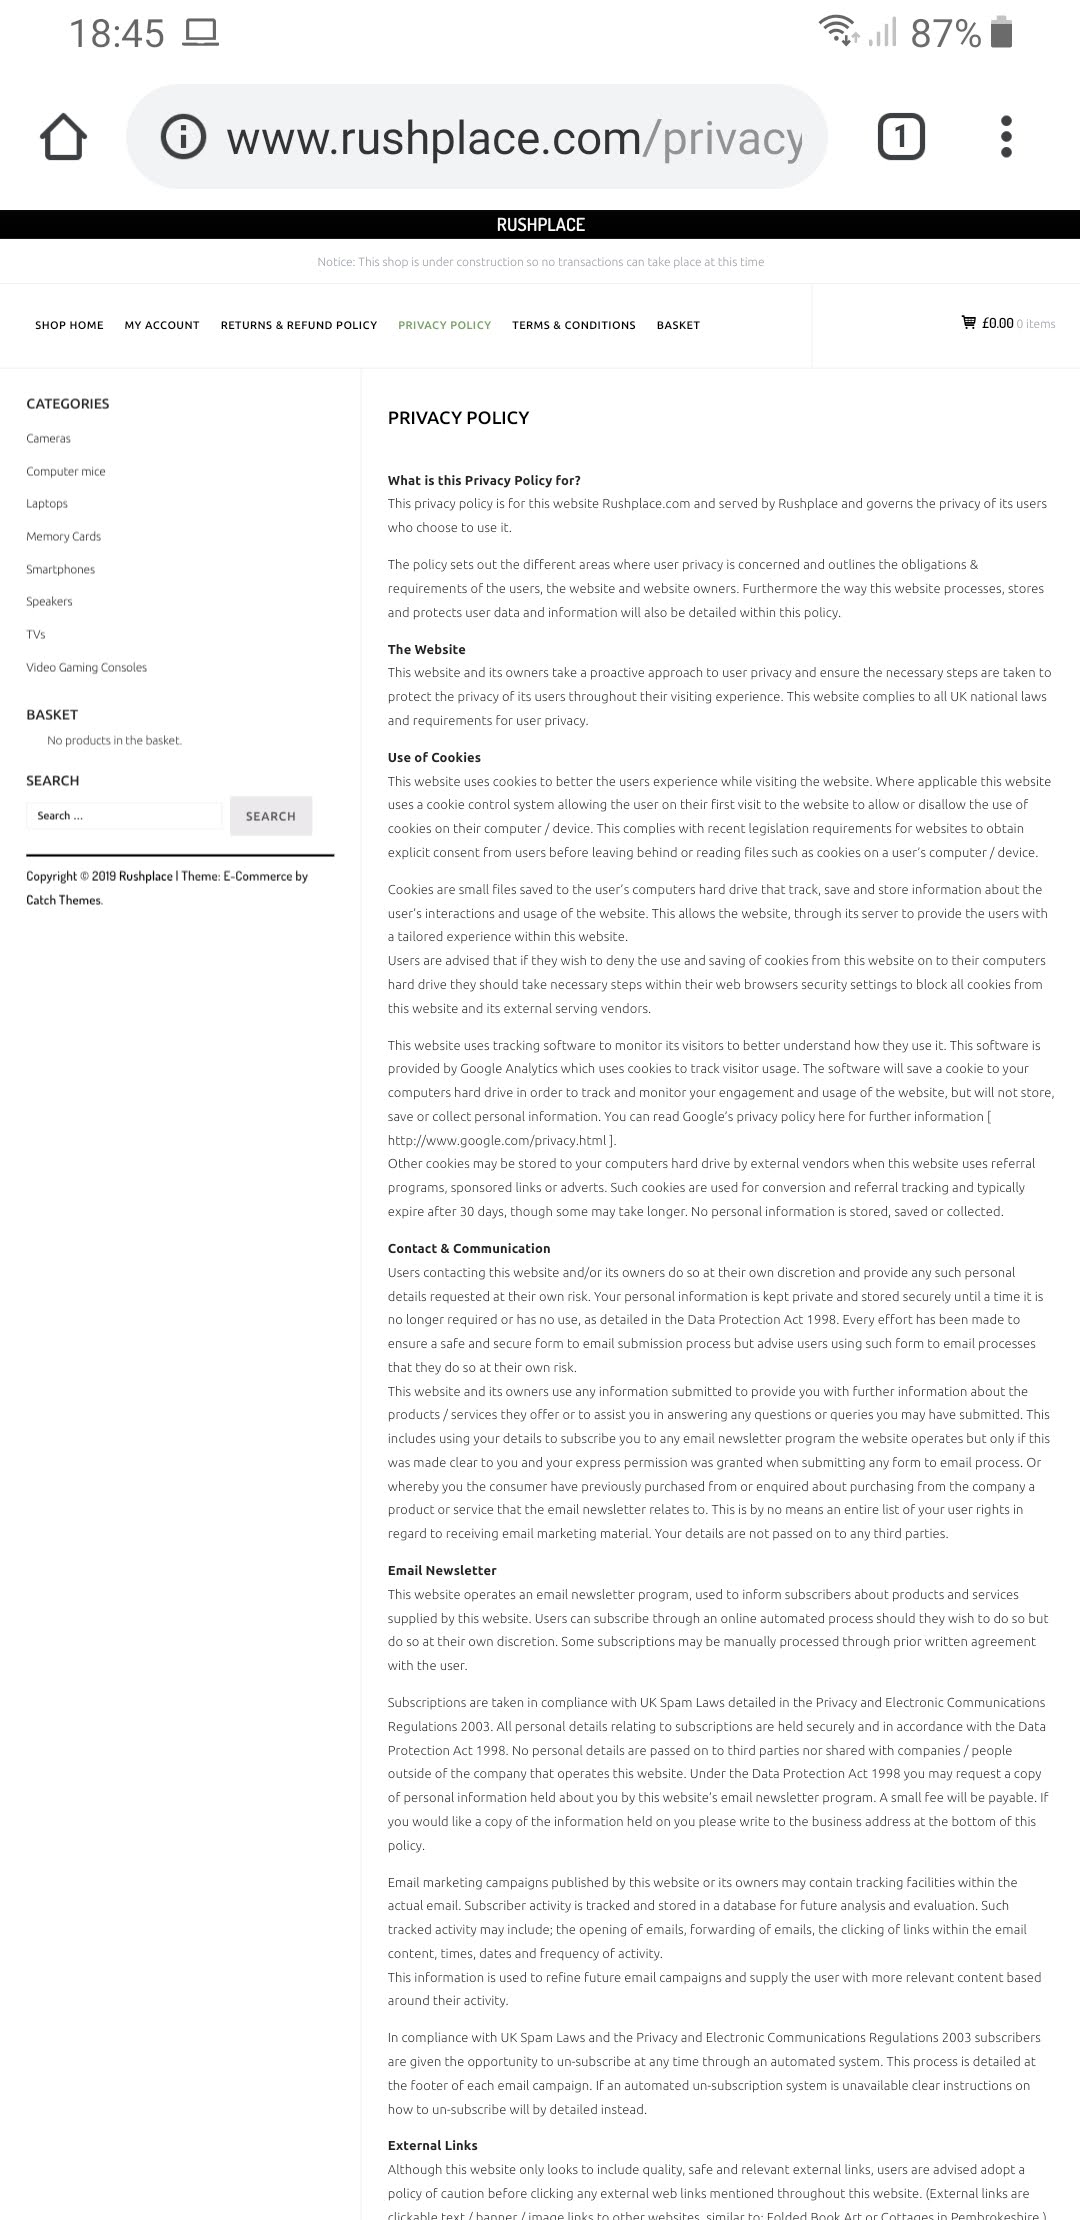 18:45
87%
www.rushplace.com/privacy
1
RUSHPLACE
Notice: This shop is under construction so no transactions can take place at this time
SHOP HOME MY ACCOUNT RETURNS & REFUND POLICY PRIVACY POLICY TERMS & CONDITIONS BASKET
£0.00 0 items
CATEGORIES
Cameras
Computer mice
Laptops
Memory Cards
Smartphones
Speakers
TVs
Video Gaming Consoles
BASKET
No products in the basket.
SEARCH
Search ...
SEARCH
Copyright © 2019 Rushplace | Theme: E-Commerce by
Catch Themes.
PRIVACY POLICY
What is this Privacy Policy for?
This privacy policy is for this website Rushplace.com and served by Rushplace and governs the privacy of its users
who choose to use it.
The policy sets out the different areas where user privacy is concerned and outlines the obligations &
requirements of the users, the website and website owners. Furthermore the way this website processes, stores
and protects user data and information will also be detailed within this policy.
The Website
This website and its owners take a proactive approach to user privacy and ensure the necessary steps are taken to
protect the privacy of its users throughout their visiting experience. This website complies to all UK national laws
and requirements for user privacy.
Use of Cookies
This website uses cookies to better the users experience while visiting the website. Where applicable this website
uses a cookie control system allowing the user on their first visit to the website to allow or disallow the use of
cookies on their computer / device. This complies with recent legislation requirements for websites to obtain
explicit consent from users before leaving behind or reading files such as cookies on a user's computer / device.
Cookies are small files saved to the user's computers hard drive that track, save and store information about the
user's interactions and usage of the website. This allows the website, through its server to provide the users with
a tailored experience within this website.
Users are advised that if they wish to deny the use and saving of cookies from this website on to their computers
hard drive they should take necessary steps within their web browsers security settings to block all cookies from
this website and its external serving vendors.
This website uses tracking software to monitor its visitors to better understand how they use it. This software is
provided by Google Analytics which uses cookies to track visitor usage. The software will save a cookie to your
computers hard drive in order to track and monitor your engagement and usage of the website, but will not store,
save or collect personal information. You can read Google's privacy policy here for further information [
http://www.google.com/privacy.html ].
Other cookies may be stored to your computers hard drive by external vendors when this website uses referral
programs, sponsored links or adverts. Such cookies are used for conversion and referral tracking and typically
expire after 30 days, though some may take longer. No personal information is stored, saved or collected.
Contact & Communication
Users contacting this website and/or its owners do so at their own discretion and provide any such personal
details requested at their own risk. Your personal information is kept private and stored securely until a time it is
no longer required or has no use, as detailed in the Data Protection Act 1998. Every effort has been made to
ensure a safe and secure form to email submission process but advise users using such form to email processes
that they do so at their own risk.
This website and its owners use any information submitted to provide you with further information about the
products / services they offer or to assist you in answering any questions or queries you may have submitted. This
includes using your details to subscribe you to any email newsletter program the website operates but only if this
was made clear to you and your express permission was granted when submitting any form to email process. Or
whereby you the consumer have previously purchased from or enquired about purchasing from the company a
product or service that the email newsletter relates to. This is by no means an entire list of your user rights in
regard to receiving email marketing material. Your details are not passed on to any third parties.
Email Newsletter
This website operates an email newsletter program, used to inform subscribers about products and services
supplied by this website. Users can subscribe through an online automated process should they wish to do so but
do so at their own discretion. Some subscriptions may be manually processed through prior written agreement
with the user.
Subscriptions are taken in compliance with UK Spam Laws detailed in the Privacy and Electronic Communications
Regulations 2003. All personal details relating to subscriptions are held securely and in accordance with the Data
Protection Act 1998. No personal details are passed on to third parties nor shared with companies / people
outside of the company that operates this website. Under the Data Protection Act 1998 you may request a copy
of personal information held about you by this website's email newsletter program. A small fee will be payable. If
you would like a copy of the information held on you please write to the business address at the bottom of this
policy.
Email marketing campaigns published by this website or its owners may contain tracking facilities within the
actual email. Subscriber activity is tracked and stored in a database for future analysis and evaluation. Such
tracked activity may include; the opening of emails, forwarding of emails, the clicking of links within the email
content, times, dates and frequency of activity.
This information is used to refine future email campaigns and supply the user with more relevant content based
around their activity.
In compliance with UK Spam Laws and the Privacy and Electronic Communications Regulations 2003 subscribers
are given the opportunity to un-subscribe at any time through an automated system. This process is detailed at
the footer of each email campaign. If an automated un-subscription system is unavailable clear instructions on
how to un-subscribe will by detailed instead.
External Links
Although this website only looks to include quality, safe and relevant external links, users are advised adopt a
policy of caution before clicking any external web links mentioned throughout this website. (External links are
clickable text / banner / image links to other websites, similar to; Folded Book Art or Cottages in Pembrokeshire.)